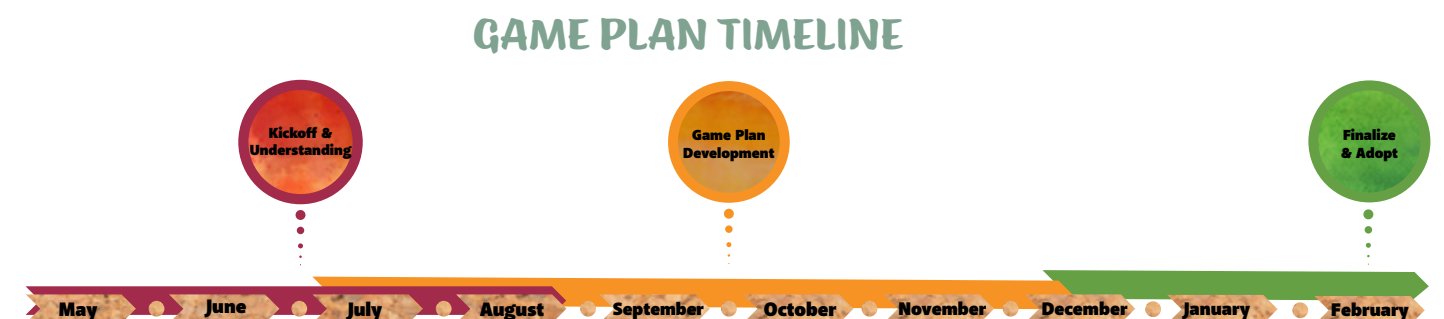 GAME PLAN TIMELINE
Kickoff &
Understanding
Game Plan
Development
Finalize
& Adopt
May June July August September October November December January February